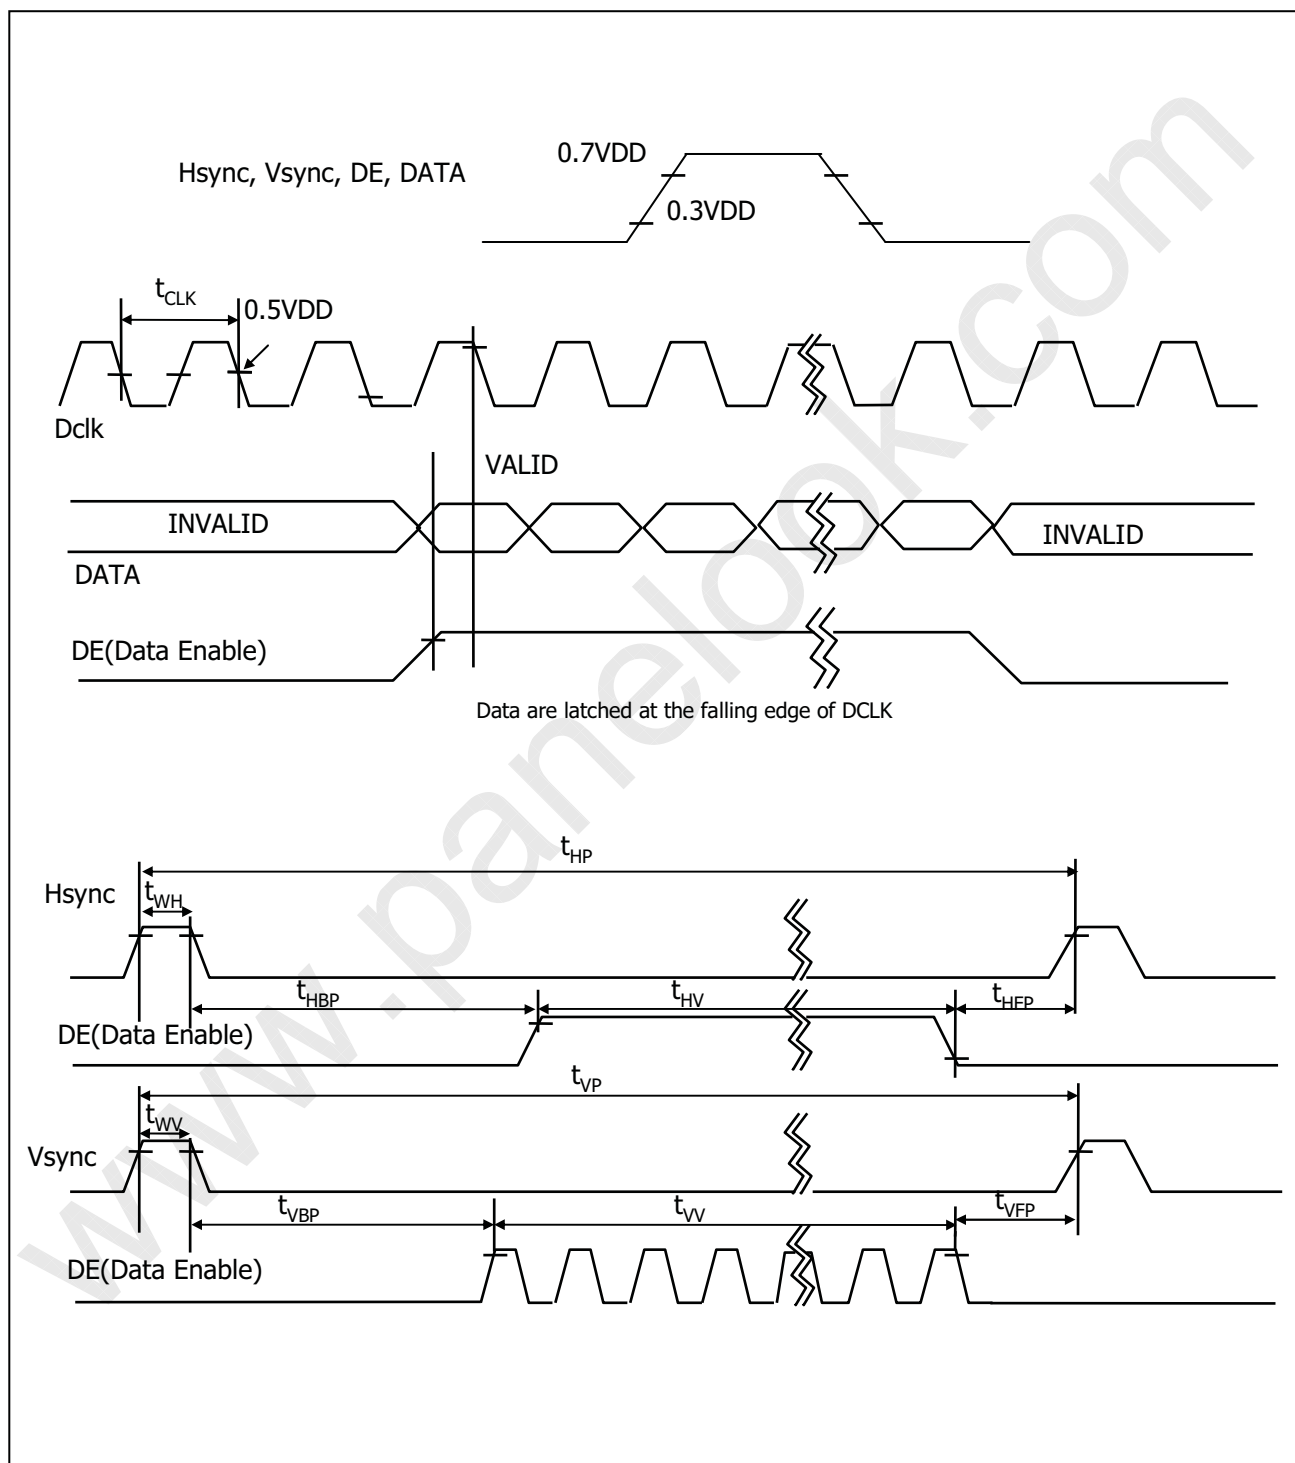 0.7VDD
Hsync, Vsync, DE, DATA
0.3VDD
tCLK
0.5VDD
Dclk
VALID
INVALID
INVALID
DATA
DE(Data Enable)
Data are latched at the falling edge of DCLK
tHP
Hsync
tWH
tHBP
tHV
tHFP
DE(Data Enable)
tVP
tWV
Vsync
tVBP
tVV
tVFP
DE(Data Enable)
www.panelook.com